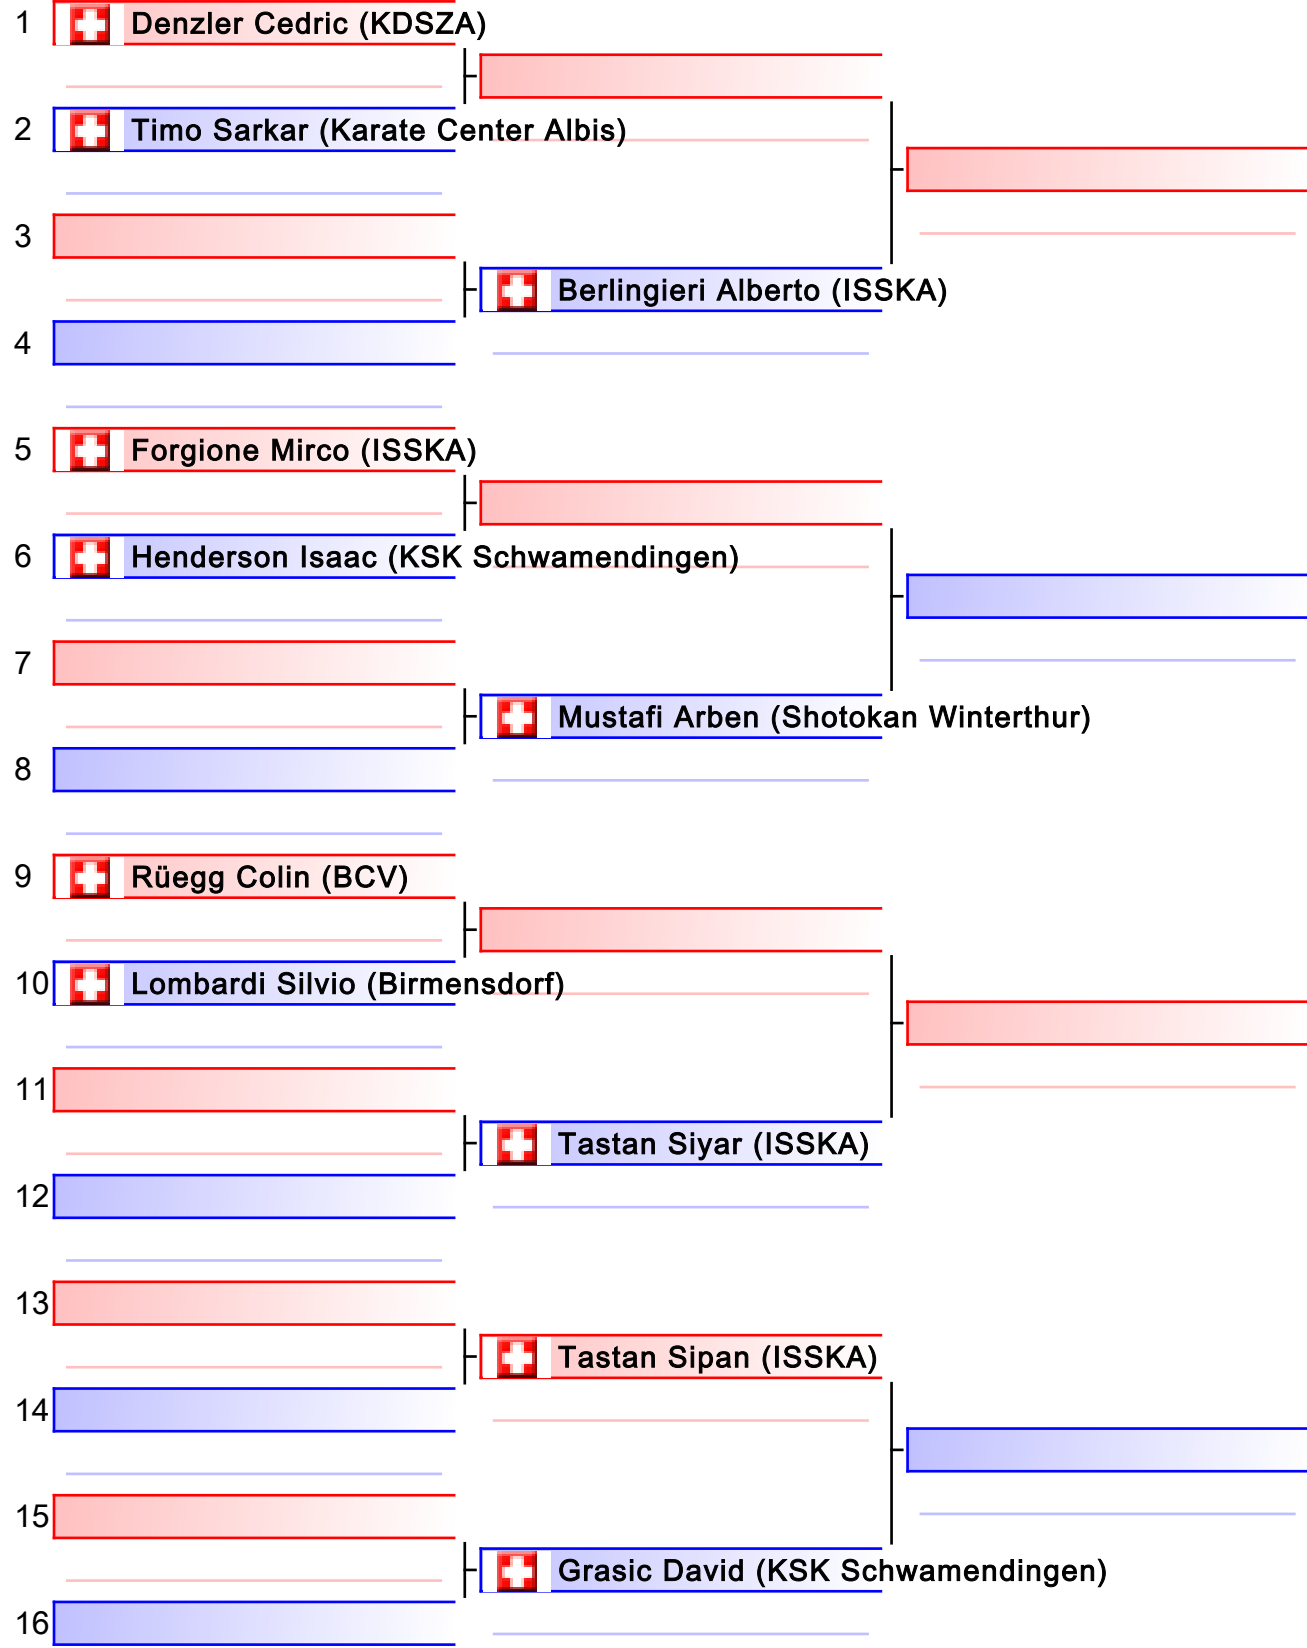 1 Denzler Cedric (KDSZA)
2 Timo Sarkar (Karate Center Albis)
3
Berlingieri Alberto (ISSKA)
4
5 Forgione Mirco (ISSKA)
6 Henderson Isaac (KSK Schwamendingen)
7
Mustafi Arben (Shotokan Winterthur)
8
9 Rüegg Colin (BCV)
10 Lombardi Silvio (Birmensdorf)
11
Tastan Siyar (ISSKA)
12
13
Tastan Sipan (ISSKA)
14
15
Grasic David (KSK Schwamendingen)
16